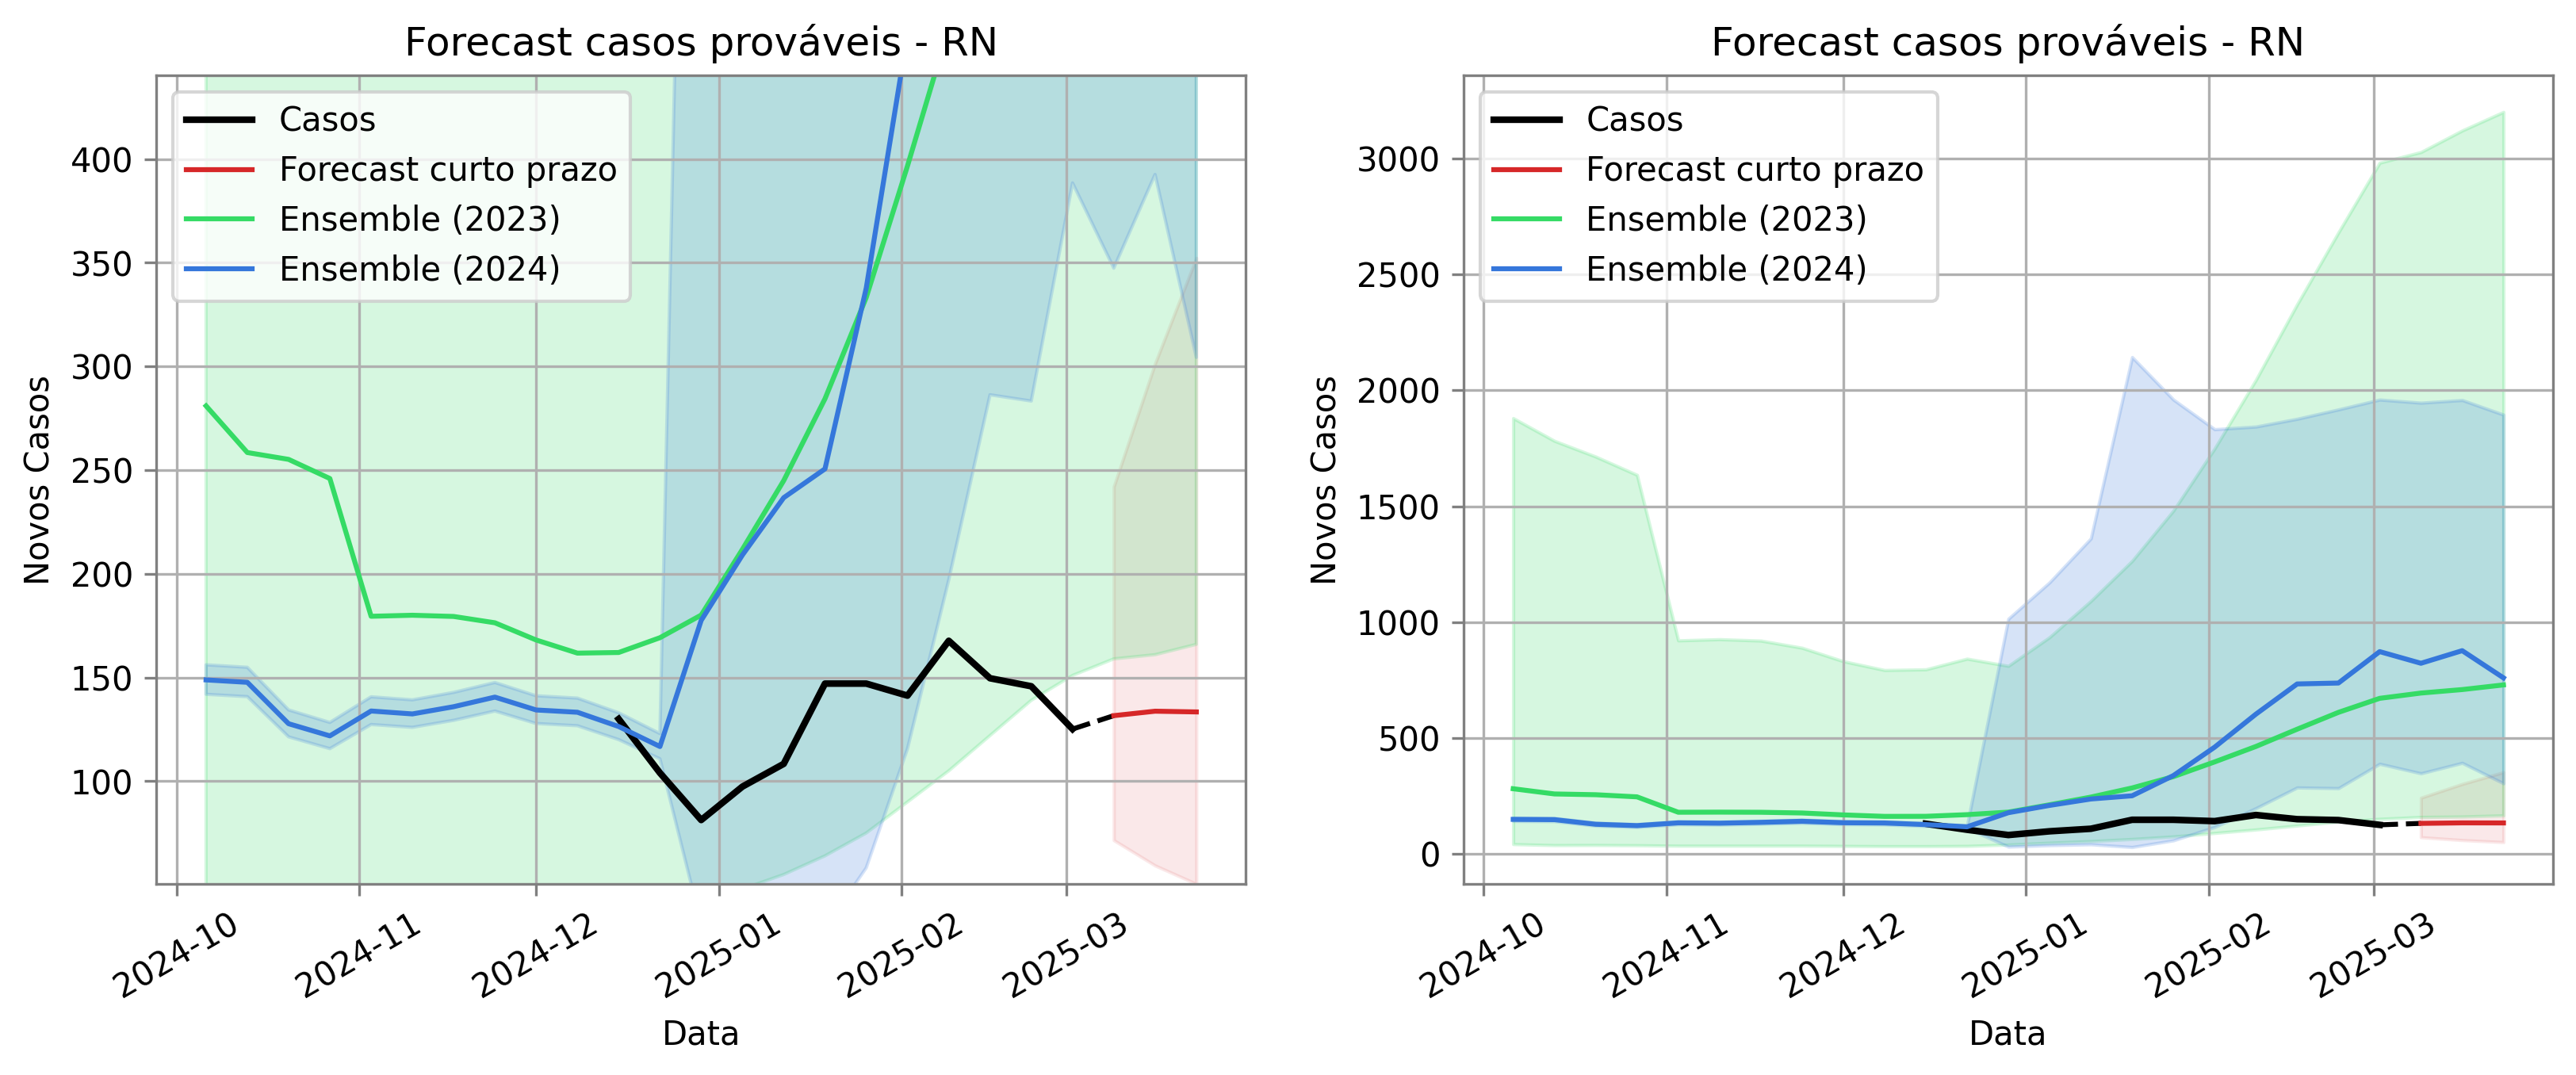 Forecast casos prováveis - RN
Casos
Forecast curto prazo
Ensemble (2023)
Ensemble (2024)
400
350
300
250
200
150
100
Novos Casos
2024-10
2024-11
2024-12
2025-01
2025-02
2025-03
Data
Forecast casos prováveis - RN
Casos
Forecast curto prazo
Ensemble (2023)
Ensemble (2024)
3000
2500
2000
1500
1000
500
0
Novos Casos
2024-10
2024-11
2024-12
2025-01
2025-02
2025-03
Data